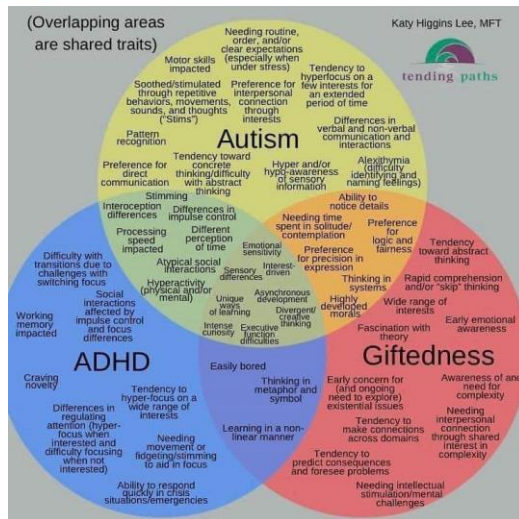 (Overlapping areas
are shared traits)
Katy Higgins Lee, MFT
tending paths
Needing routine,
order, and/or
clear expectations
(especially when
under stress)
Motor skills
impacted
Tendency to
hyperfocus on a
few interests for
an extended
period of time
Soothed/stimulated
through repetitive
behaviors, movements,
sounds, and thoughts
("Stims")
Preference for
interpersonal
connection
through
interests
Autism
Differences in
verbal and non-verbal
communication and
interactions
Pattern
recognition
Preference for
direct
communication
Tendency toward
concrete
thinking/difficulty
with abstract
thinking
Hyper and/or
hypo-awareness
of sensory
information
Alexithymia
(difficulty
identifying and
naming feelings)
Stimming
Interoception
differences
Differences in
impulse control
Processing
speed
impacted
Different
perception
of time
Atypical social
interactions
Hyperactivity
(physical and/or
mental)
Ability to
notice details
Needing time
spent in solitude/
contemplation
Preference
for
logic and
fairness
Preference
for precision in
expression
Thinking in
systems
Highly
developed
morals
Emotional
sensitivity
Sensory
differences
Interest-
driven
Asynchronous
development
Unique
ways
of learning
Divergent/
creative
thinking
Intense
curiosity
Executive
function
difficulties
Difficulty with
transitions due to
challenges with
switching focus
Social
interactions
affected by
impulse control
and focus
differences
Working
memory
impacted
ADHD
Craving
novelty
Tendency to
hyper-focus on a
wide range of
interests
Differences in
regulating
attention (hyper-
focus when
interested and
difficulty focusing
when not
interested)
Needing
movement or
fidgeting/stimming
to aid in focus
Ability to respond
quickly in crisis
situations/emergencies
Easily bored
Thinking in
metaphor and
symbol
Learning in a non-
linear manner
Tendency
toward abstract
thinking
Rapid comprehension
and/or "skip" thinking
Wide range of
interests
Early emotional
awareness
Fascination with
theory
Giftedness
Early concern for
(and ongoing
need to explore)
existential issues
Awareness of and
need for
complexity
Tendency to
make connections
across domains
Needing
interpersonal
connection
through shared
interest in
complexity
Tendency to
predict consequences
and foresee problems
Needing intellectual
stimulation/mental
challenges